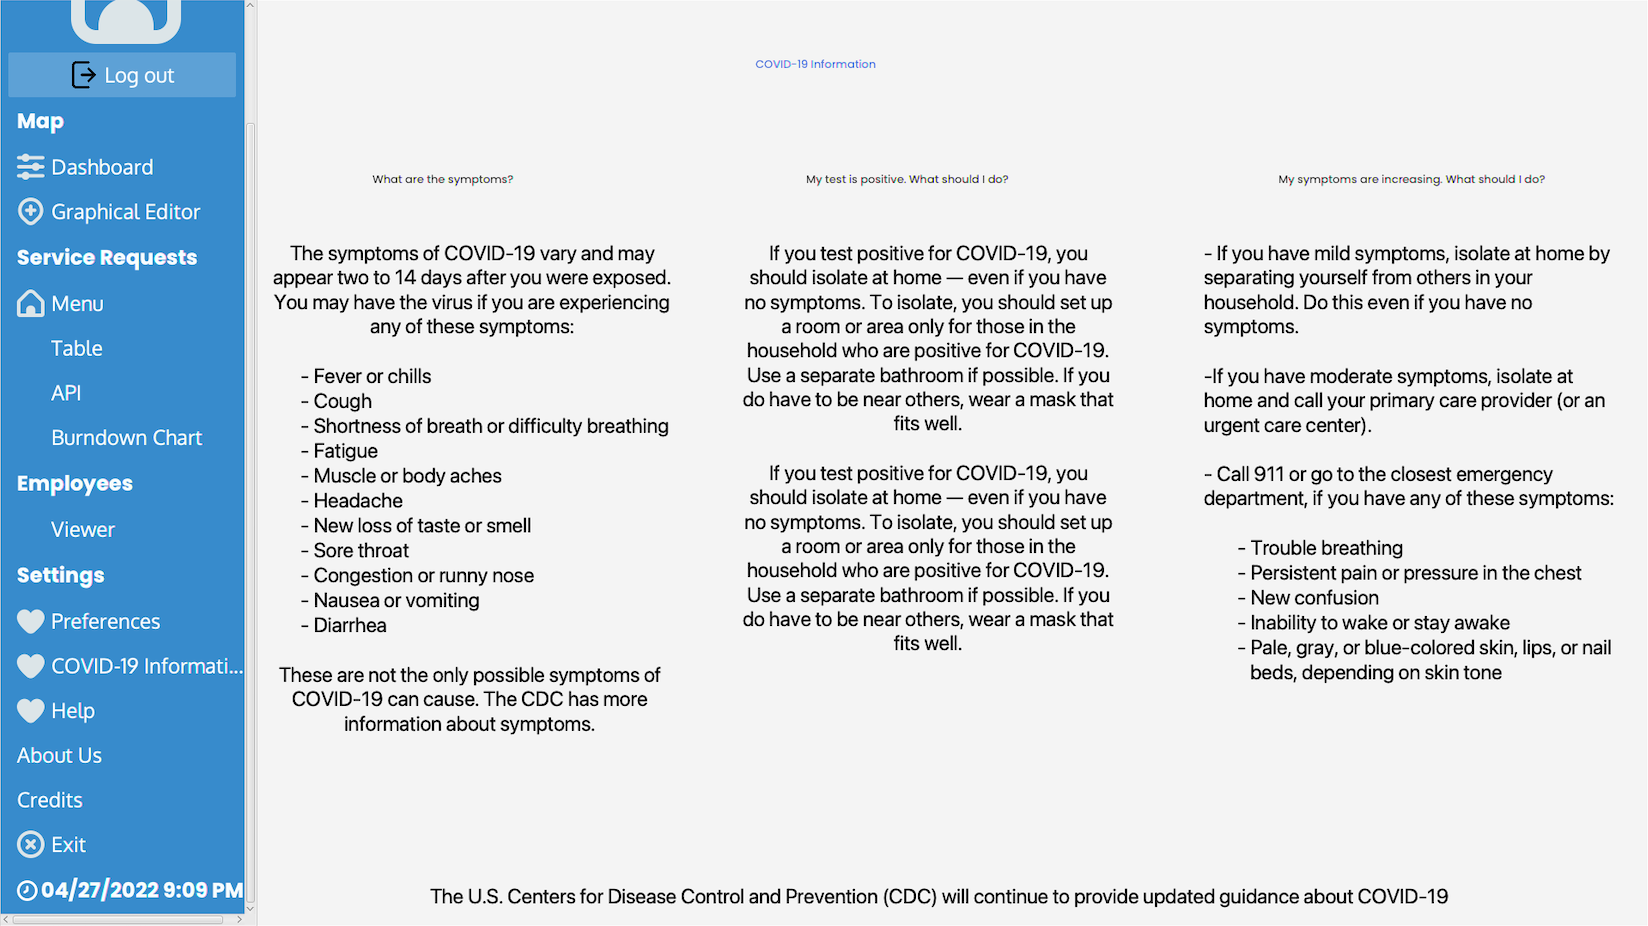 Log out
Map
Dashboard
Graphical Editor
Service Requests
Menu
Table
API
Burndown Chart
Employees
Viewer
Settings
Preferences
COVID-19 Informati...
Help
About Us
Credits
Exit
04/27/2022 9:09 PM
COVID-19 Information
What are the symptoms?
The symptoms of COVID-19 vary and may
appear two to 14 days after you were exposed.
You may have the virus if you are experiencing
any of these symptoms:
- Fever or chills
- Cough
- Shortness of breath or difficulty breathing
- Fatigue
- Muscle or body aches
- Headache
- New loss of taste or smell
- Sore throat
- Congestion or runny nose
- Nausea or vomiting
- Diarrhea
These are not the only possible symptoms of
COVID-19 can cause. The CDC has more
information about symptoms.
My test is positive. What should I do?
If you test positive for COVID-19, you
should isolate at home — even if you have
no symptoms. To isolate, you should set up
a room or area only for those in the
household who are positive for COVID-19.
Use a separate bathroom if possible. If you
do have to be near others, wear a mask that
fits well.
If you test positive for COVID-19, you
should isolate at home — even if you have
no symptoms. To isolate, you should set up
a room or area only for those in the
household who are positive for COVID-19.
Use a separate bathroom if possible. If you
do have to be near others, wear a mask that
fits well.
My symptoms are increasing. What should I do?
- If you have mild symptoms, isolate at home by
separating yourself from others in your
household. Do this even if you have no
symptoms.
-If you have moderate symptoms, isolate at
home and call your primary care provider (or an
urgent care center).
- Call 911 or go to the closest emergency
department, if you have any of these symptoms:
- Trouble breathing
- Persistent pain or pressure in the chest
- New confusion
- Inability to wake or stay awake
- Pale, gray, or blue-colored skin, lips, or nail
beds, depending on skin tone
The U.S. Centers for Disease Control and Prevention (CDC) will continue to provide updated guidance about COVID-19